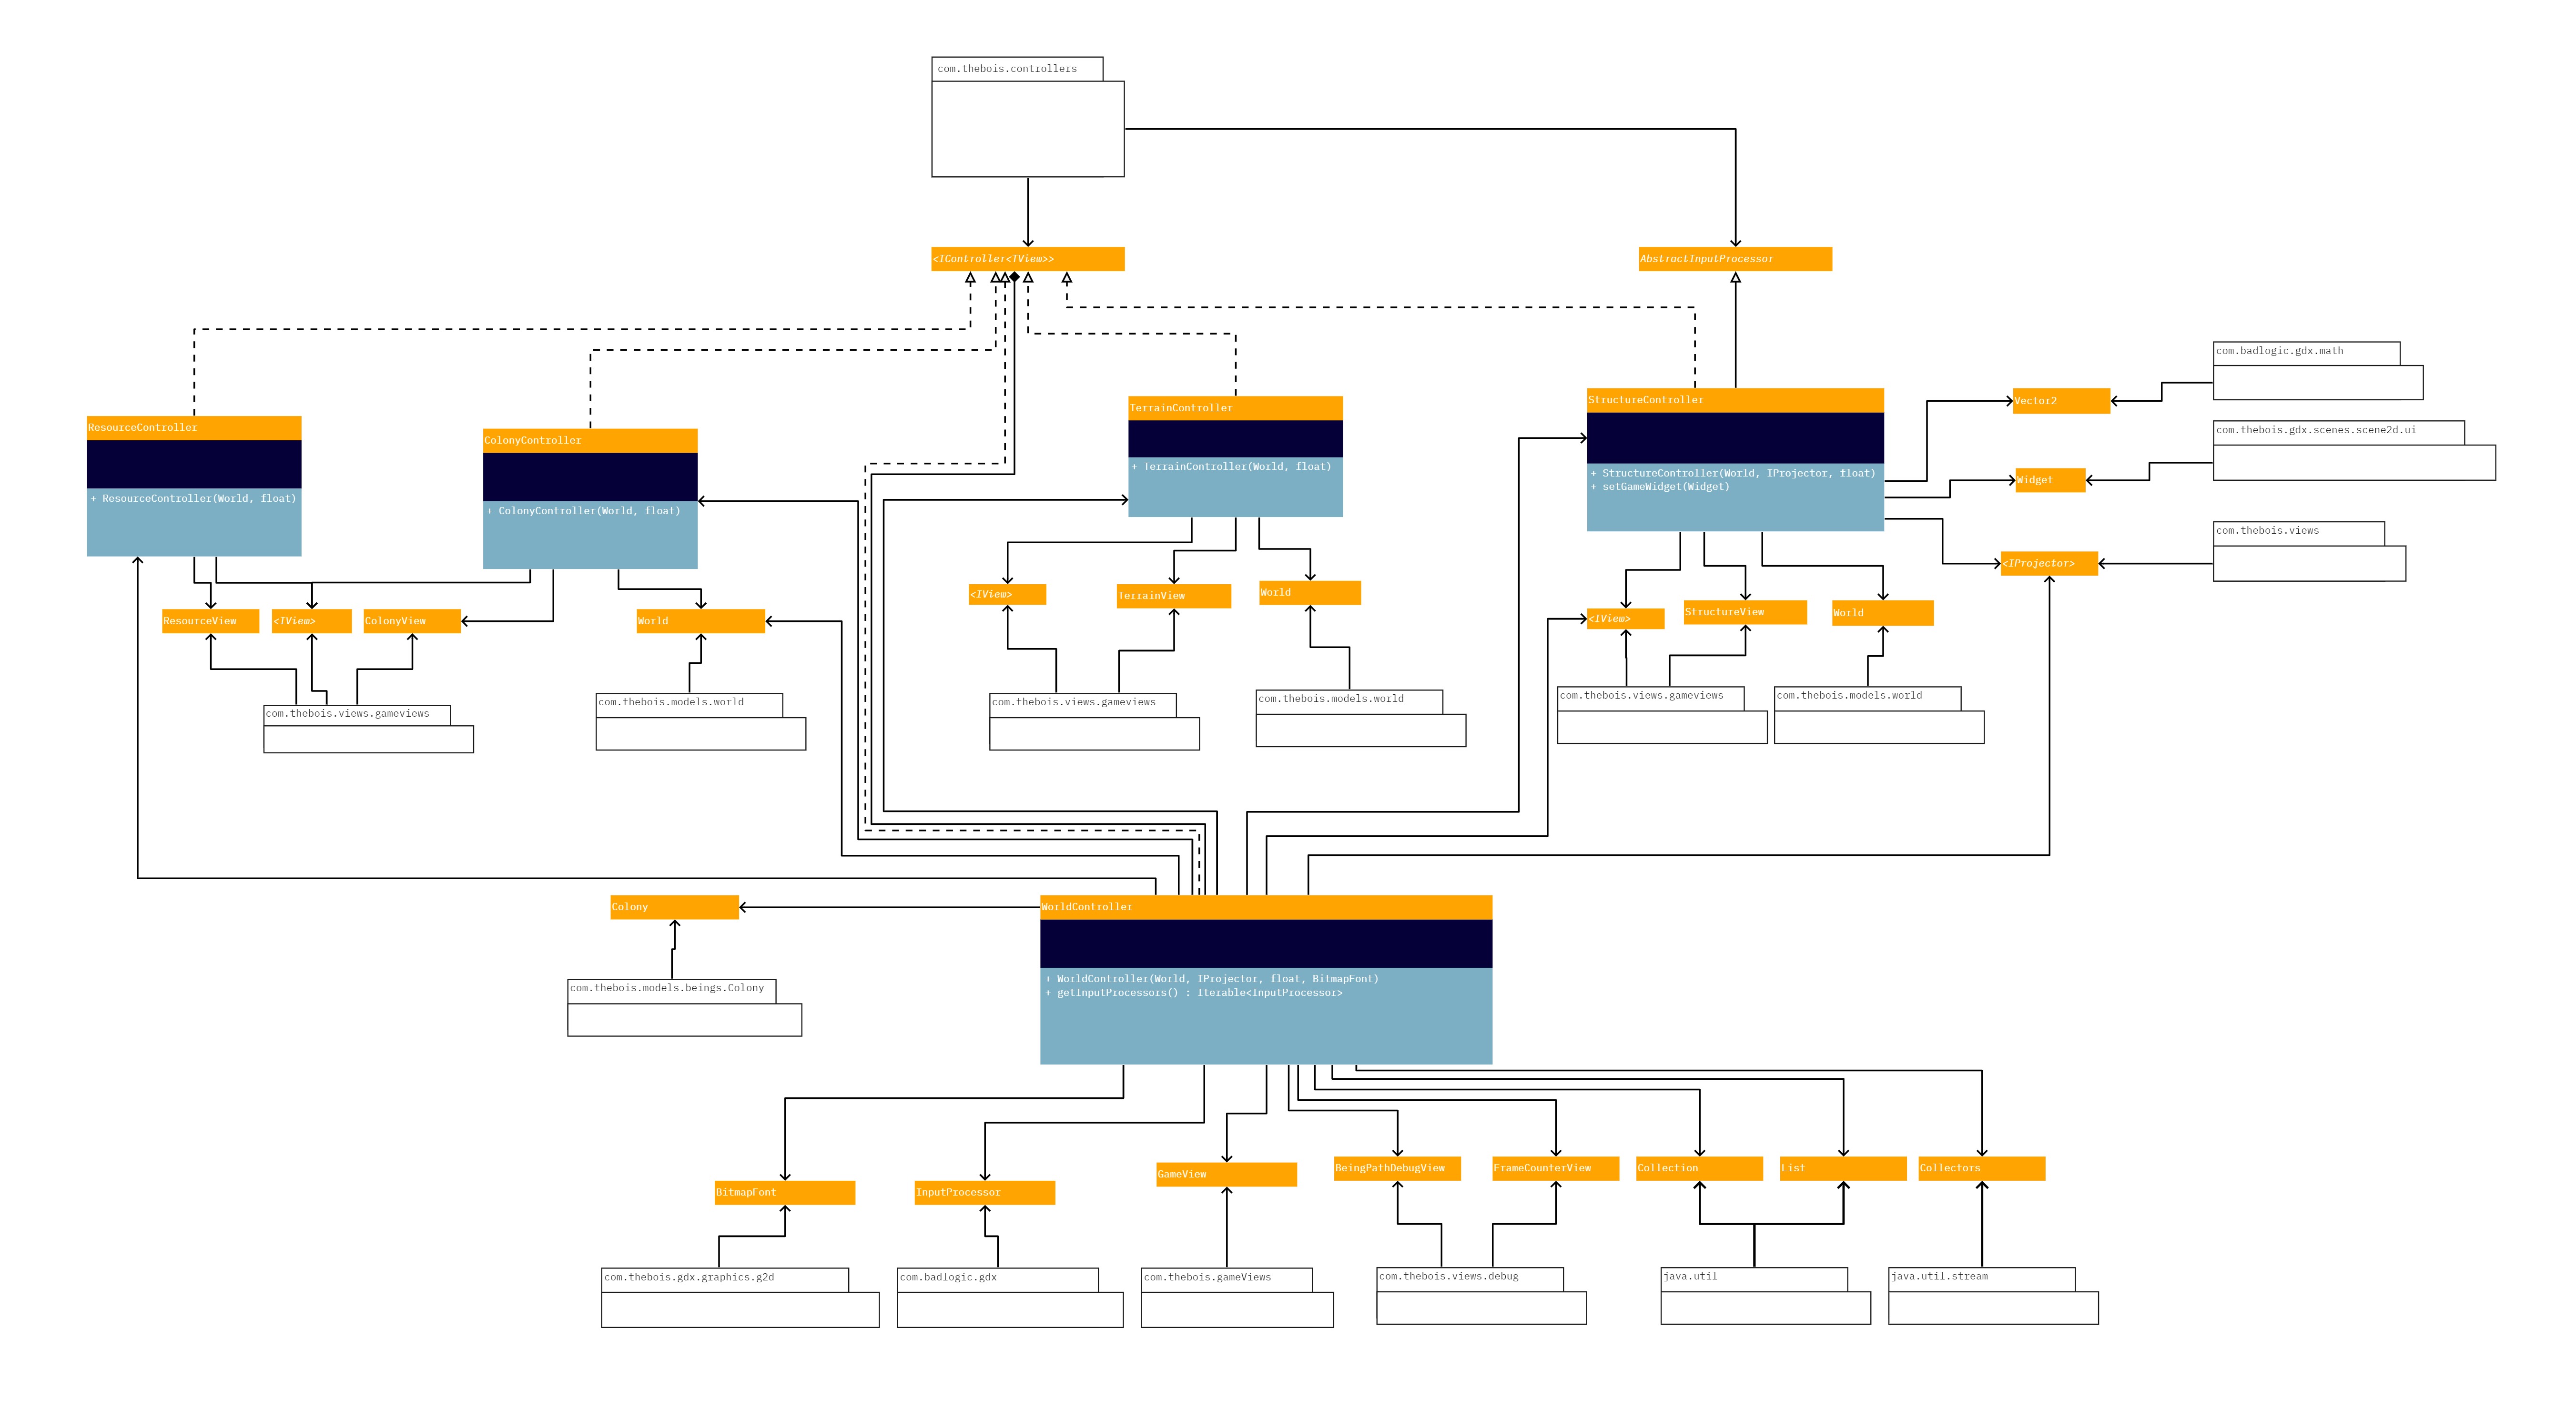 com.thebois.controllers
<IController<IView>>
AbstractInputProcessor
com.badlogic.gdx.math
ResourceController
+ ResourceController(World, float)
ColonyController
+ ColonyController(World, float)
TerrainController
+ TerrainController(World, float)
StructureController
+ StructureController(World, IProjector, float)
+ setGameWidget(Widget)
Vector2
com.thebois.gdx.scenes.scene2d.ui
Widget
com.thebois.views
<IProjector>
ResourceView
<IView>
ColonyView
World
<IView>
TerrainView
World
<IView>
StructureView
World
com.thebois.views.gameviews
com.thebois.models.world
com.thebois.views.gameviews
com.thebois.models.world
com.thebois.views.gameviews
com.thebois.models.world
Colony
com.thebois.models.beings.Colony
WorldController
+ WorldController(World, IProjector, float, BitmapFont)
+ getInputProcessors() : Iterable<InputProcessor>
BitmapFont
InputProcessor
GameView
BeingPathDebugView
FrameCounterView
Collection
List
Collectors
com.thebois.gdx.graphics.g2d
com.badlogic.gdx
com.thebois.gameViews
com.thebois.views.debug
java.util
java.util.stream